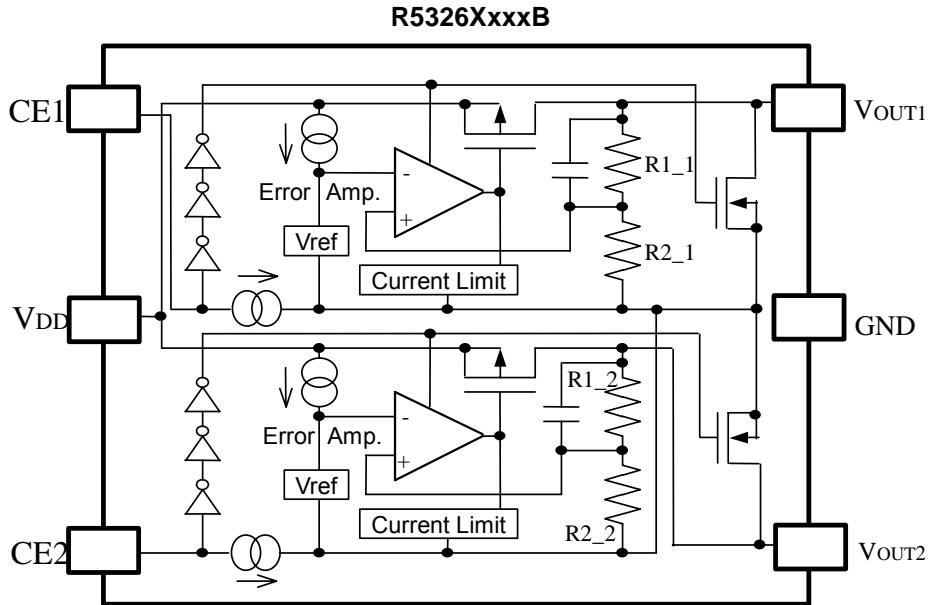 R5326XxxxB
CE1
VOUT1
-
R1_1
Error Amp.
+
Vref
R2_1
Current Limit
VDD
GND
R1_2
-
Error Amp.
+
Vref
Current Limit
R2_2
CE2
VOUT2